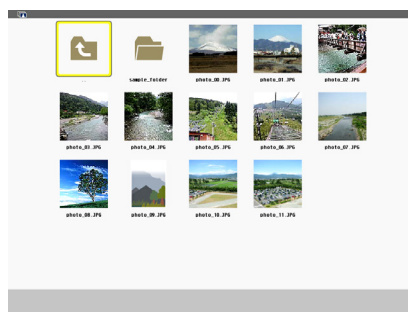 ..
sample_folder
photo_00.JPG
photo_01.JPG
photo_02.JPG
photo_03.JPG
photo_04.JPG
photo_05.JPG
photo_06.JPG
photo_07.JPG
photo_08.JPG
photo_09.JPG
photo_10.JPG
photo_11.JPG